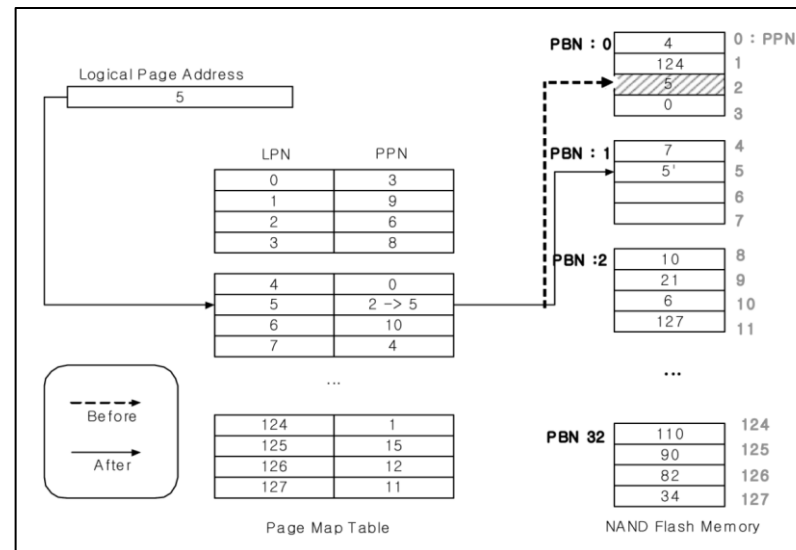 Logical Page Address
5
LPN PPN
0 3
1 9
2 6
3 8
4 0
5 2 -> 5
6 10
7 4
...
124 1
125 15
126 12
127 11
Page Map Table
Before
After
PBN : 0
4 0 : PPN
124 1
5 2
0 3
PBN : 1
7 4
5' 5
6
7
PBN :2
10 8
21 9
6 10
127 11
...
PBN 32
110 124
90 125
82 126
34 127
NAND Flash Memory